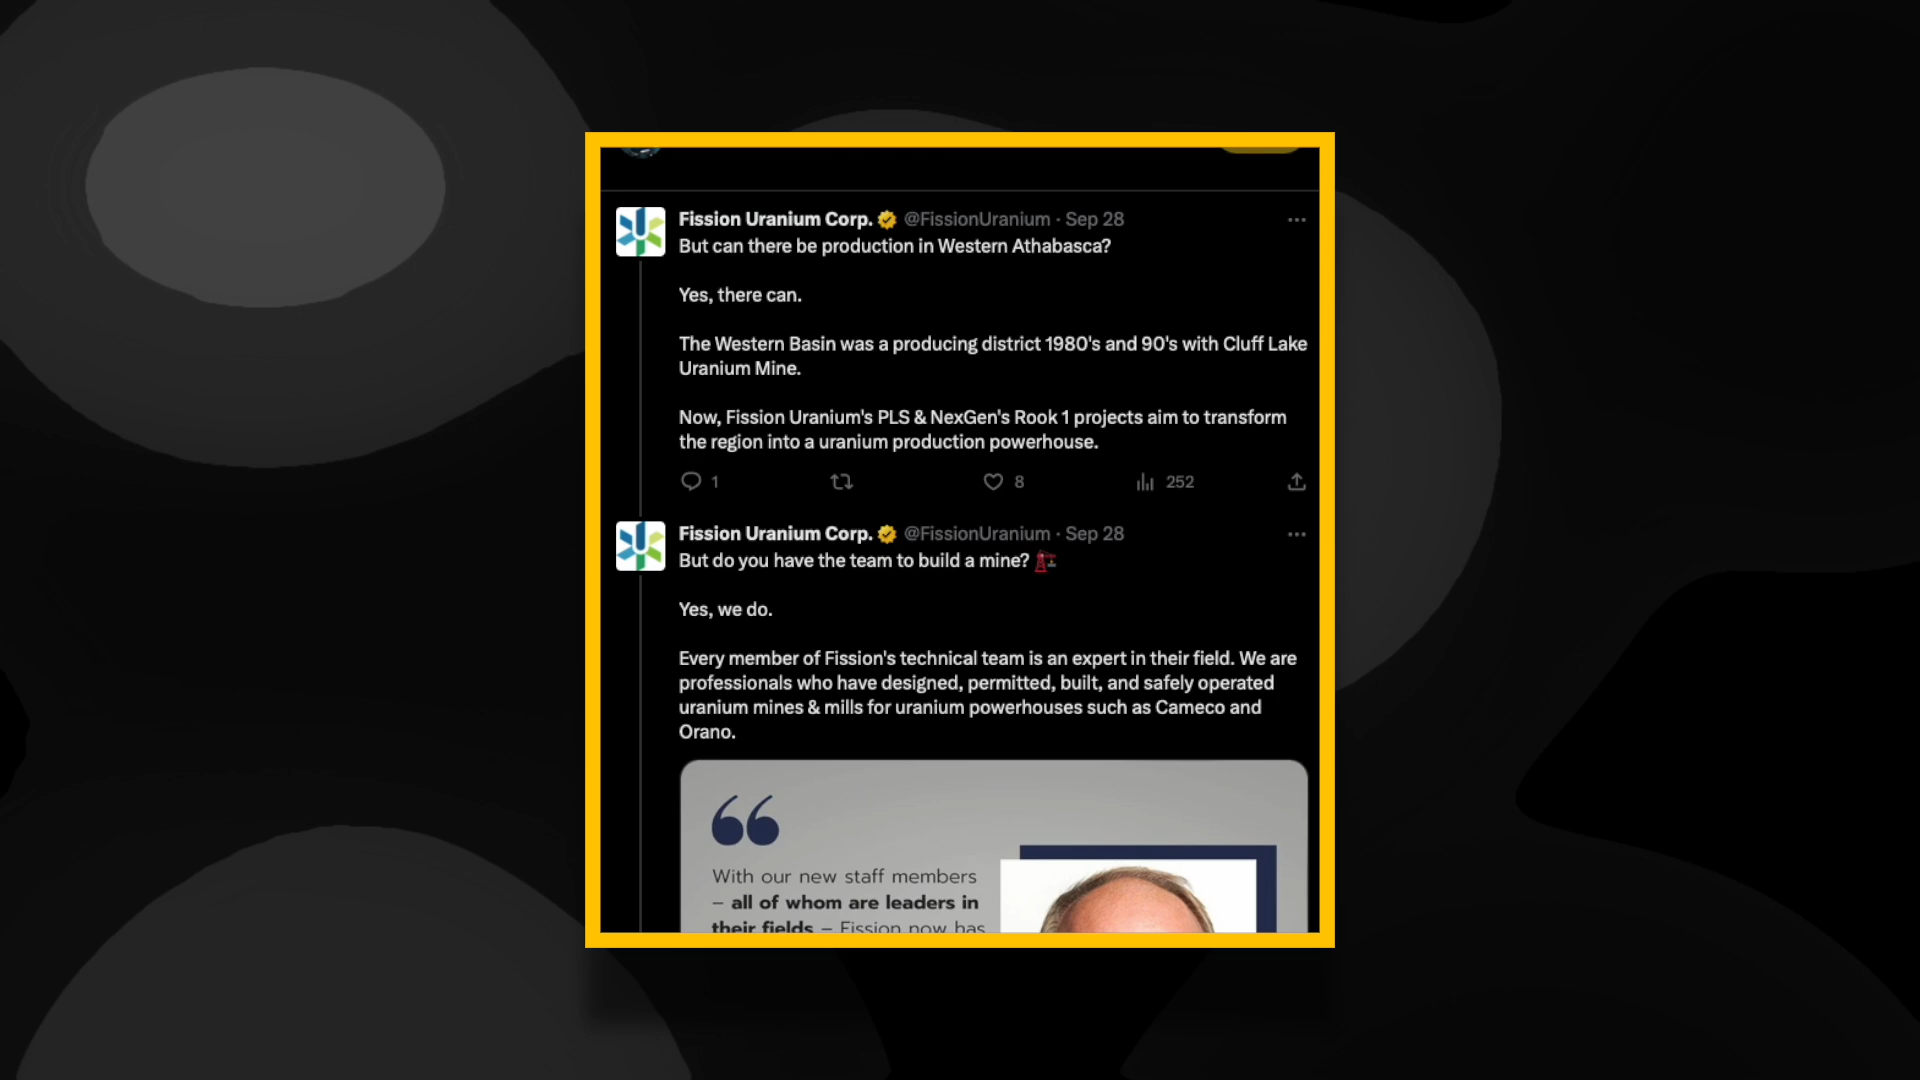 Fission Uranium Corp. @FissionUranium · Sep 28
But can there be production in Western Athabasca?
Yes, there can.
The Western Basin was a producing district 1980's and 90's with Cluff Lake
Uranium Mine.
Now, Fission Uranium's PLS & NexGen's Rook 1 projects aim to transform
the region into a uranium production powerhouse.
1 8 252
Fission Uranium Corp. @FissionUranium · Sep 28
But do you have the team to build a mine?
Yes, we do.
Every member of Fission's technical team is an expert in their field. We are
professionals who have designed, permitted, built, and safely operated
uranium mines & mills for uranium powerhouses such as Cameco and
Orano.
With our new staff members
– all of whom are leaders in
their fields – Fission now has